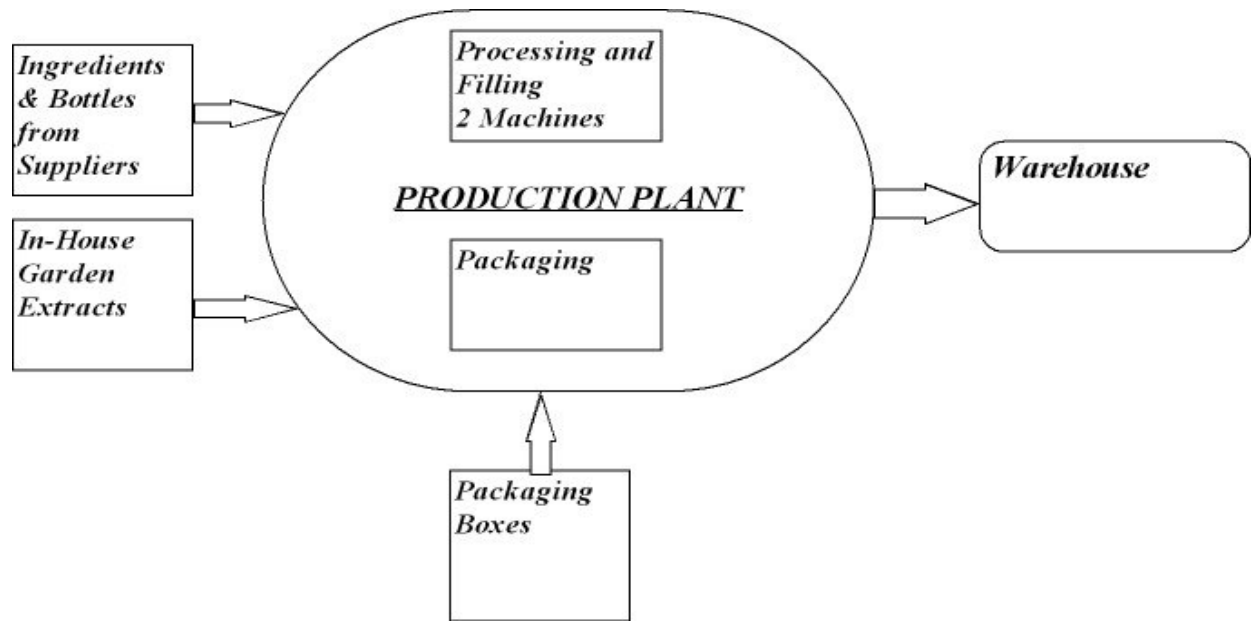 Ingredients
& Bottles
from
Suppliers
In-House
Garden
Extracts
Processing and
Filling
2 Machines
PRODUCTION PLANT
Packaging
Packaging
Boxes
Warehouse